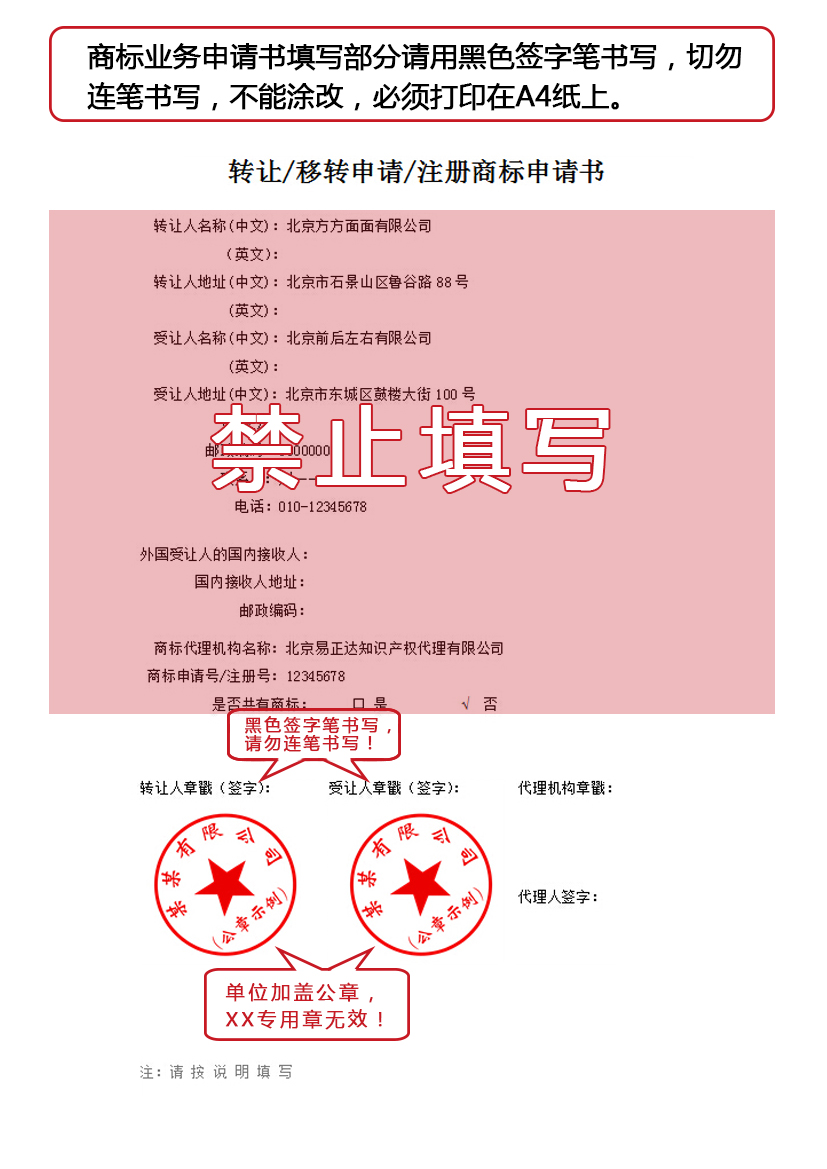 商标业务申请书填写部分请用黑色签字笔书写，切勿
连笔书写，不能涂改，必须打印在A4纸上。
转让/移转申请/注册商标申请书
转让人名称(中文)：北京方方面面有限公司
(英文)：
转让人地址(中文)：北京市石景山区鲁谷路 88 号
(英文)：
受让人名称(中文)：北京前后左右有限公司
(英文)：
受让人地址(中文)：北京市东城区鼓楼大街 100 号
禁止填写
电话：010-12345678
外国受让人的国内接收人：
国内接收人地址：
邮政编码：
商标代理机构名称：北京易正达知识产权代理有限公司
商标申请号/注册号：12345678
是否共有商标： 口 是 √ 否
黑色签字笔书写，
请勿连笔书写！
转让人章戳（签字）： 受让人章戳（签字）： 代理机构章戳：
某某有限公司 某某有限公司
(公章示例) (公章示例)
代理人签字：
单位加盖公章，
XX专用章无效！
注：请按说明填写